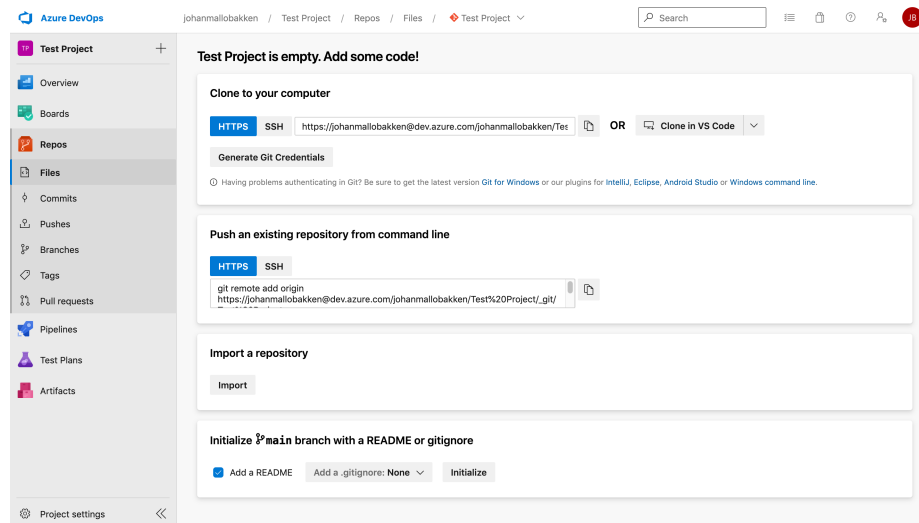 Azure DevOps
johanmallobakken / Test Project / Repos / Files / Test Project
Search
JB
TP Test Project
Overview
Boards
Repos
Files
Commits
Pushes
Branches
Tags
Pull requests
Pipelines
Test Plans
Artifacts
Project settings
Test Project is empty. Add some code!
Clone to your computer
HTTPS SSH https://johanmallobakken@dev.azure.com/johanmallobakken/Tes OR Clone in VS Code
Generate Git Credentials
Having problems authenticating in Git? Be sure to get the latest version Git for Windows or our plugins for IntelliJ, Eclipse, Android Studio or Windows command line.
Push an existing repository from command line
HTTPS SSH
git remote add origin
https://johanmallobakken@dev.azure.com/johanmallobakken/Test%20Project/_git/
Import a repository
Import
Initialize main branch with a README or gitignore
Add a README Add a .gitignore: None Initialize